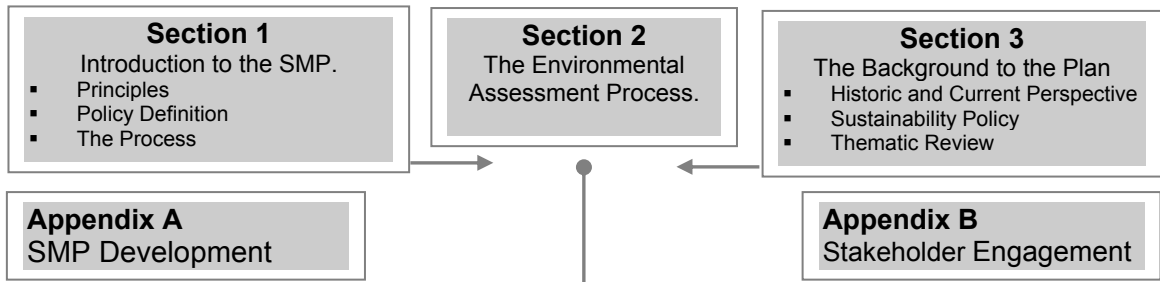 Section 1
Introduction to the SMP.
▪ Principles
▪ Policy Definition
▪ The Process
Section 2
The Environmental
Assessment Process.
Section 3
The Background to the Plan
▪ Historic and Current Perspective
▪ Sustainability Policy
▪ Thematic Review
Appendix A
SMP Development
Appendix B
Stakeholder Engagement